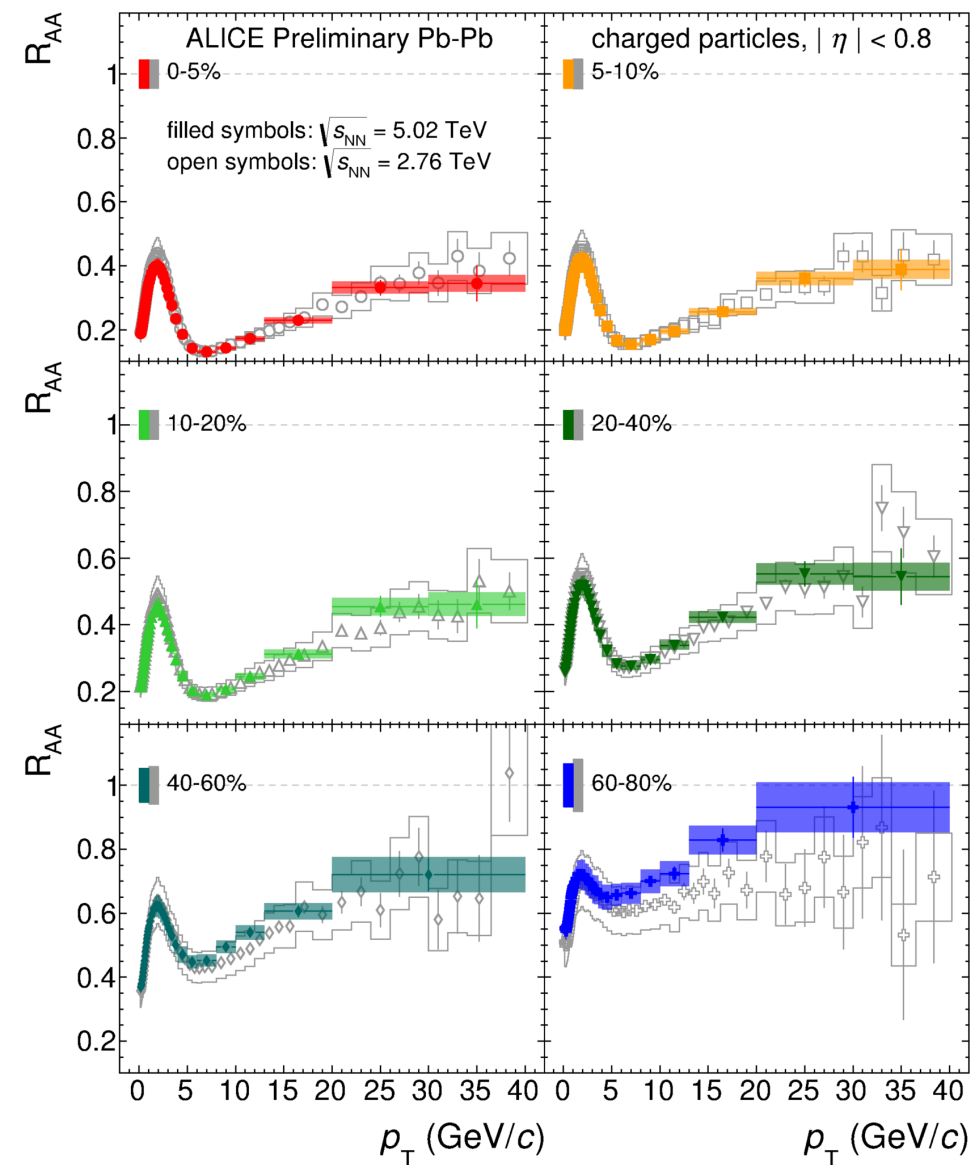 ALICE Preliminary Pb-Pb
charged particles, | η | < 0.8
R_AA
1
0-5%
5-10%
filled symbols: √s_NN = 5.02 TeV
open symbols: √s_NN = 2.76 TeV
0.8
0.6
0.4
0.2
R_AA
1
10-20%
20-40%
0.8
0.6
0.4
0.2
R_AA
1
40-60%
60-80%
0.8
0.6
0.4
0.2
0 5 10 15 20 25 30 35 40
0 5 10 15 20 25 30 35 40
p_T (GeV/c)
p_T (GeV/c)